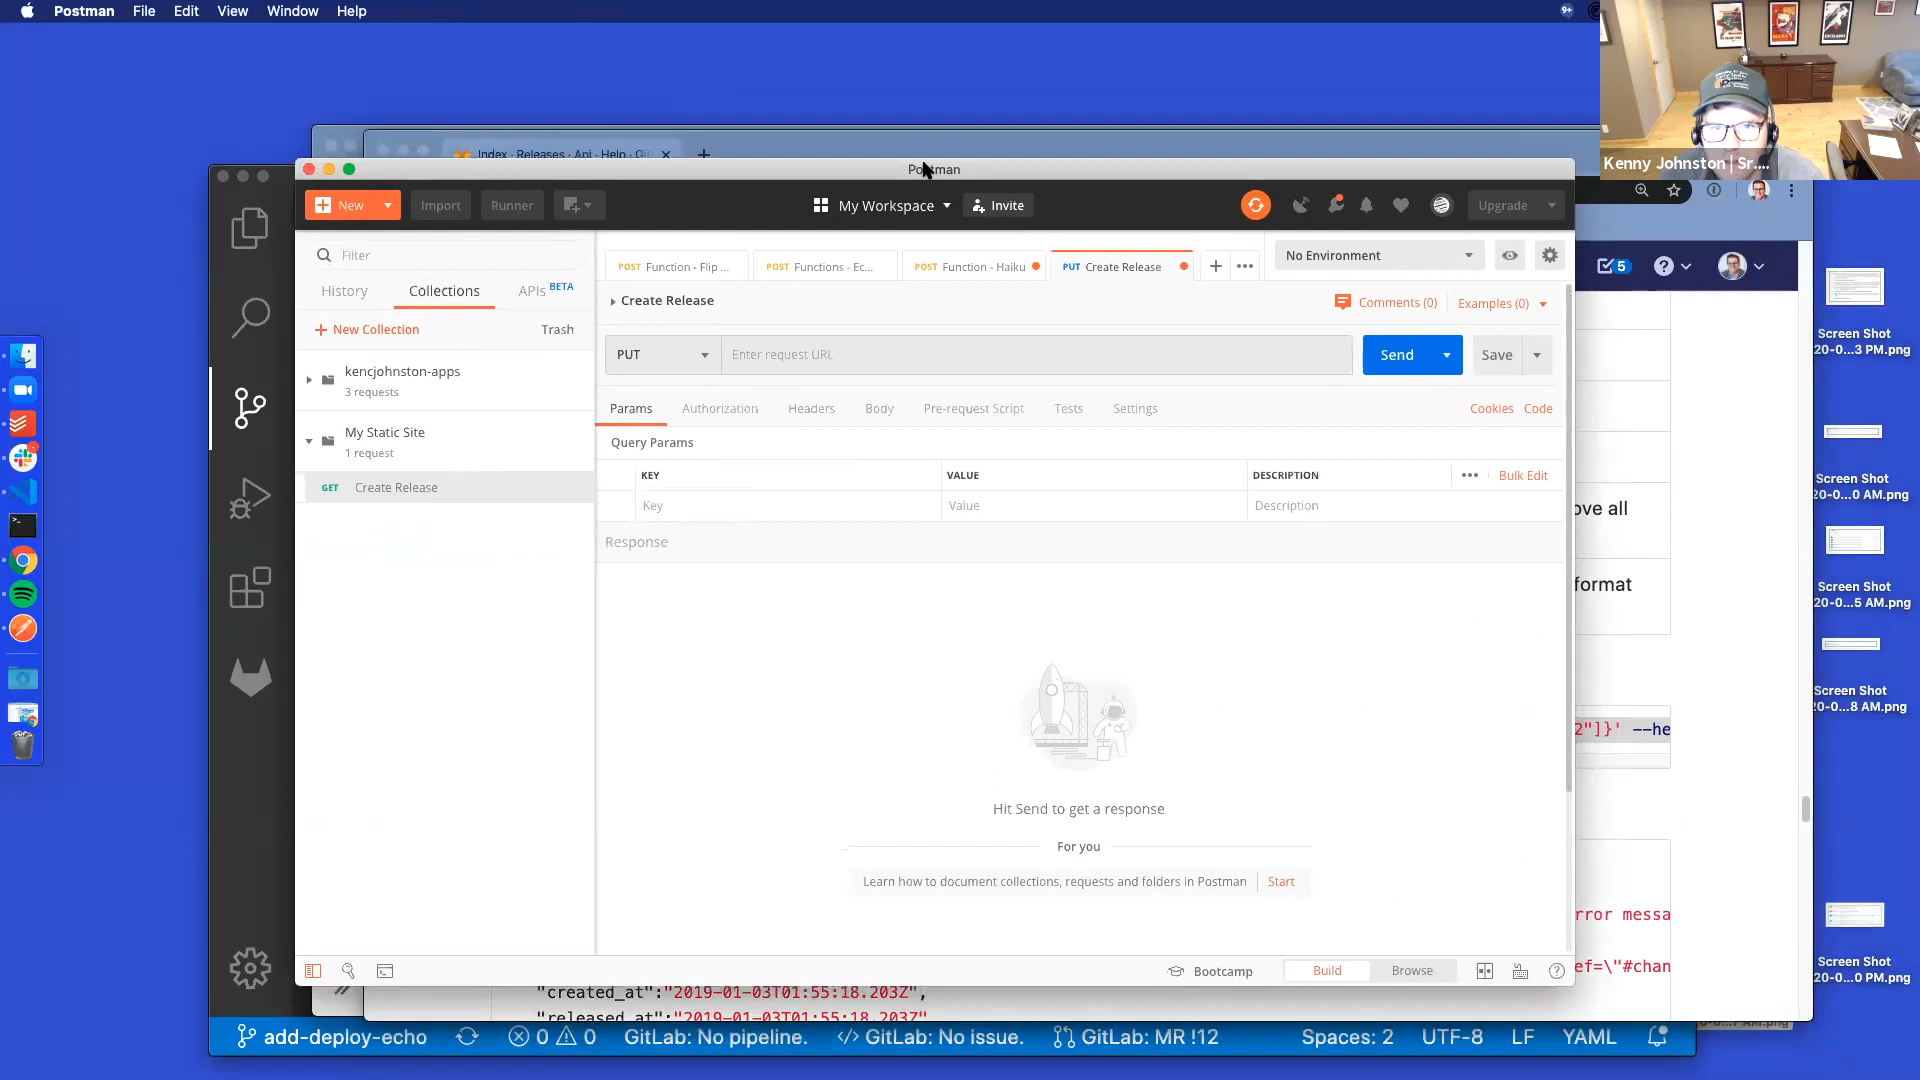 Postman File Edit View Window Help
9+
Kenny Johnston | Sr....
Index · Releases · Api · Help · Gi
New Import Runner
My Workspace
Invite
Upgrade
Filter
History Collections APIs BETA
New Collection Trash
kencjohnston-apps
3 requests
My Static Site
1 request
GET Create Release
POST Function - Flip ...
POST Functions - Ec...
POST Function - Haiku
PUT Create Release
No Environment
Create Release
Comments (0) Examples (0)
PUT Enter request URL Send Save
Params Authorization Headers Body Pre-request Script Tests Settings Cookies Code
Query Params
KEY VALUE DESCRIPTION Bulk Edit
Key Value Description
Response
Hit Send to get a response
For you
Learn how to document collections, requests and folders in Postman Start
Bootcamp Build Browse
5
ove all
format
2"]}' --he
rror messa
ef=\"#chan
"created_at":"2019-01-03T01:55:18.203Z",
"released_at":"2019-01-03T01:55:18.203Z"
add-deploy-echo 0 0 GitLab: No pipeline. GitLab: No issue. GitLab: MR !12 Spaces: 2 UTF-8 LF YAML
Screen Shot
20-0...3 PM.png
Screen Shot
20-0...0 AM.png
Screen Shot
20-0...5 AM.png
Screen Shot
20-0...8 AM.png
Screen Shot
20-0...0 PM.png